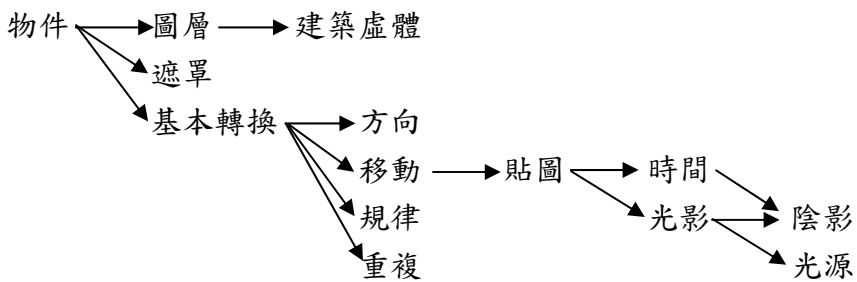 物件 圖層 建築虛體
遮罩
基本轉換 方向
移動 貼圖 時間
規律 光影 陰影
重複 光源